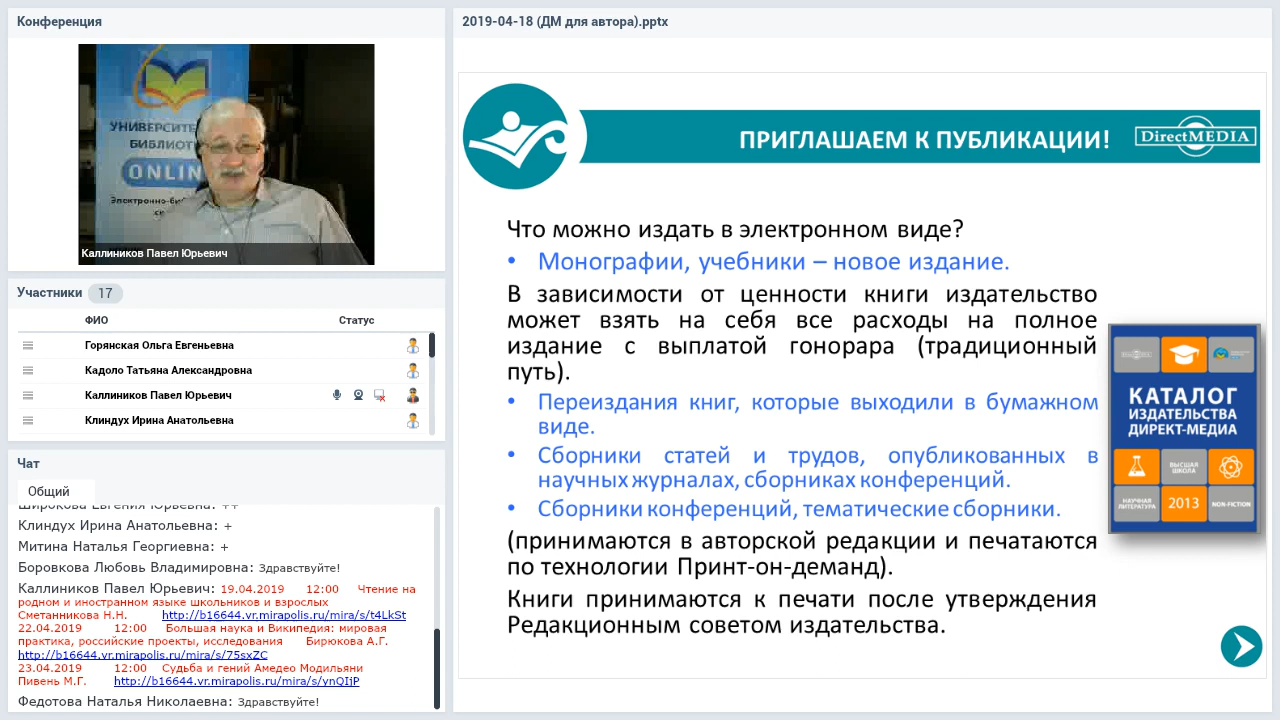 Конференция
УНИВЕРСИТЕ
БИБЛИОТ
ONLIN
Электронно-биб
Каллиников Павел Юрьевич
Участники 17
ФИО Статус
Горянская Ольга Евгеньевна
Кадоло Татьяна Александровна
Каллиников Павел Юрьевич
Клиндух Ирина Анатольевна
Чат
Общий
Широкова Евгения Юрьевна: ++
Клиндух Ирина Анатольевна: +
Митина Наталья Георгиевна: +
Боровкова Любовь Владимировна: Здравствуйте!
Каллиников Павел Юрьевич: 19.04.2019 12:00 Чтение на
родном и иностранном языке школьников и взрослых
Сметанникова Н.Н. http://b16644.vr.mirapolis.ru/mira/s/t4LkSt
22.04.2019 12:00 Большая наука и Википедия: мировая
практика, российские проекты, исследования Бирюкова А.Г.
http://b16644.vr.mirapolis.ru/mira/s/75sxZC
23.04.2019 12:00 Судьба и гений Амедео Модильяни
Пивень М.Г. http://b16644.vr.mirapolis.ru/mira/s/ynQIjP
Федотова Наталья Николаевна: Здравствуйте!
2019-04-18 (ДМ для автора).pptx
ПРИГЛАШАЕМ К ПУБЛИКАЦИИ!
DirectMEDIA
Что можно издать в электронном виде?
• Монографии, учебники – новое издание.
В зависимости от ценности книги издательство
может взять на себя все расходы на полное
издание с выплатой гонорара (традиционный
путь).
• Переиздания книг, которые выходили в бумажном
виде.
• Сборники статей и трудов, опубликованных в
научных журналах, сборниках конференций.
• Сборники конференций, тематические сборники.
(принимаются в авторской редакции и печатаются
по технологии Принт-он-деманд).
Книги принимаются к печати после утверждения
Редакционным советом издательства.
КАТАЛОГ
ИЗДАТЕЛЬСТВА
ДИРЕКТ-МЕДИА
ВЫСШАЯ
ШКОЛА
НАУЧНАЯ
ЛИТЕРАТУРА
2013
NON-FICTION